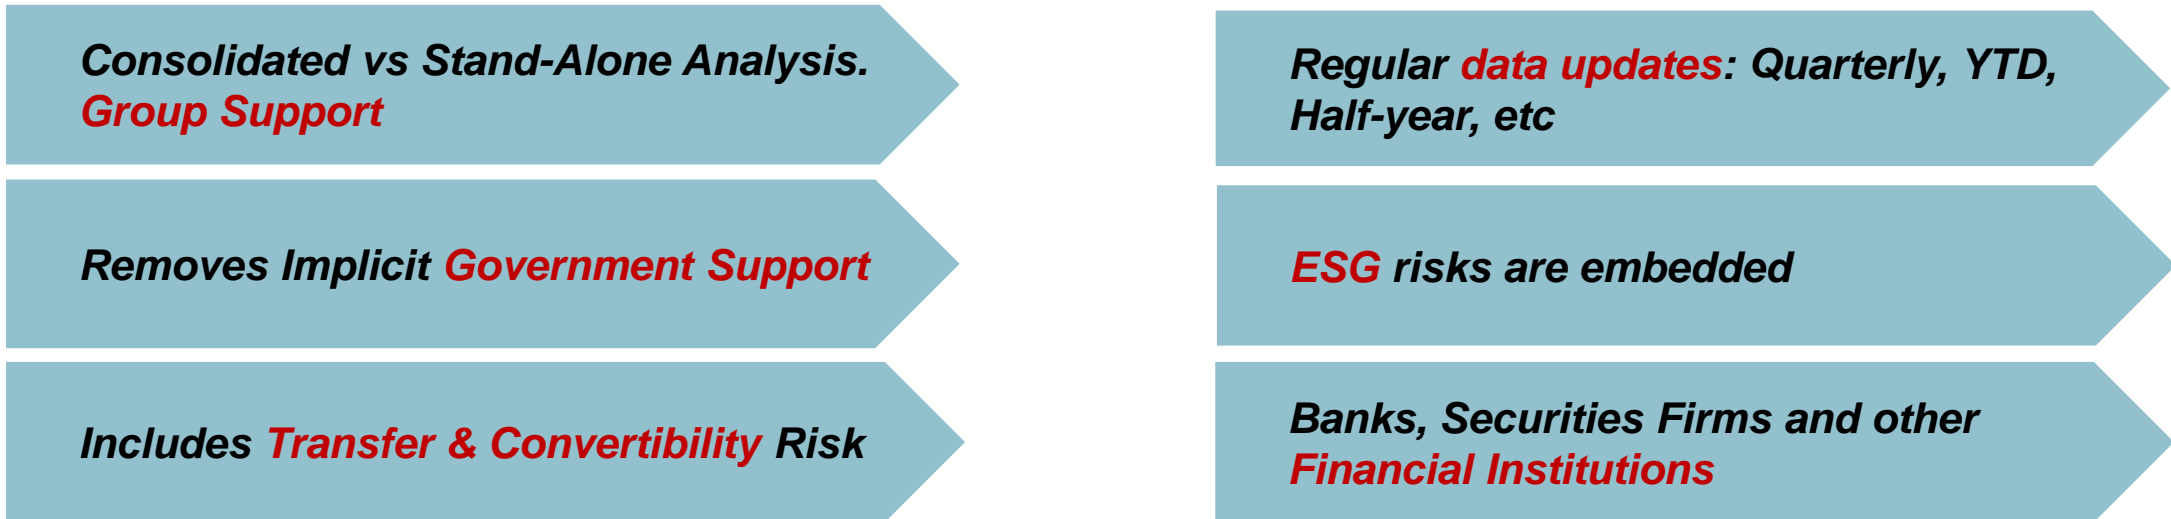 Consolidated vs Stand-Alone Analysis.
Group Support
Removes Implicit Government Support
Includes Transfer & Convertibility Risk
Regular data updates: Quarterly, YTD,
Half-year, etc
ESG risks are embedded
Banks, Securities Firms and other
Financial Institutions